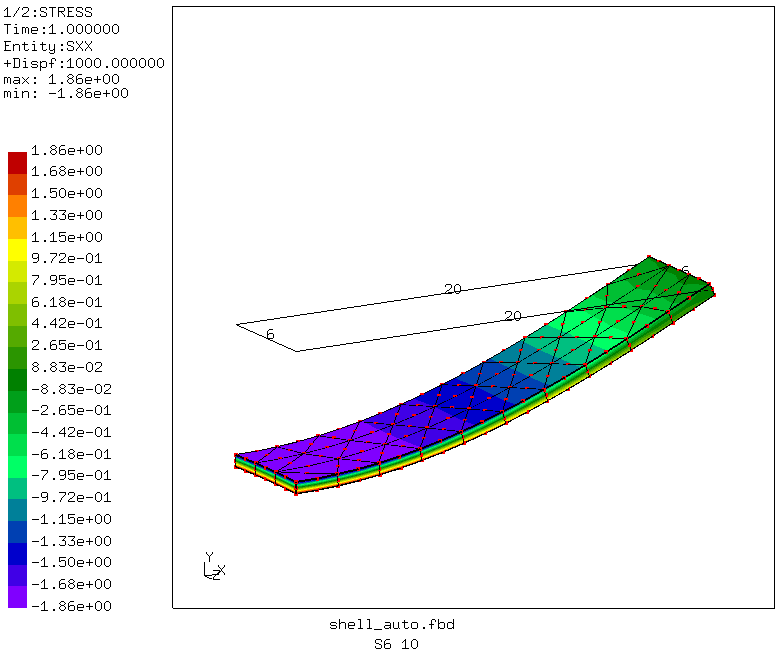 1/2:STRESS
Time:1.000000
Entity:SXX
+Dispf:1000.000000
max: 1.86e+00
min: -1.86e+00
1.86e+00
1.68e+00
1.50e+00
1.33e+00
1.15e+00
9.72e-01
7.95e-01
6.18e-01
4.42e-01
2.65e-01
8.83e-02
-8.83e-02
-2.65e-01
-4.42e-01
-6.18e-01
-7.95e-01
-9.72e-01
-1.15e+00
-1.33e+00
-1.50e+00
-1.68e+00
-1.86e+00
6
20
20
6
Y
X
Z
shell_auto.fbd
S6 10